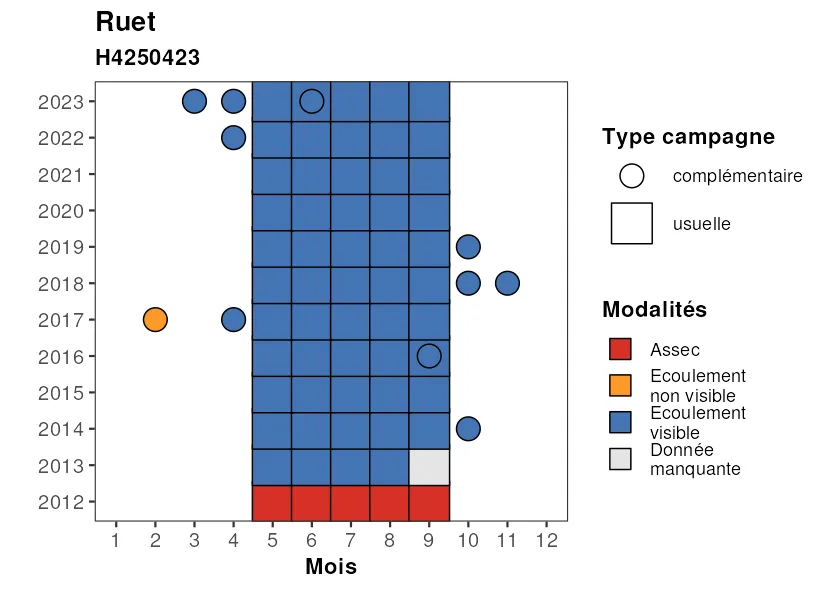 Ruet
H4250423
2023
2022
2021
2020
2019
2018
2017
2016
2015
2014
2013
2012
1 2 3 4 5 6 7 8 9 10 11 12
Mois
Type campagne
complémentaire
usuelle
Modalités
Assec
Ecoulement
non visible
Ecoulement
visible
Donnée
manquante